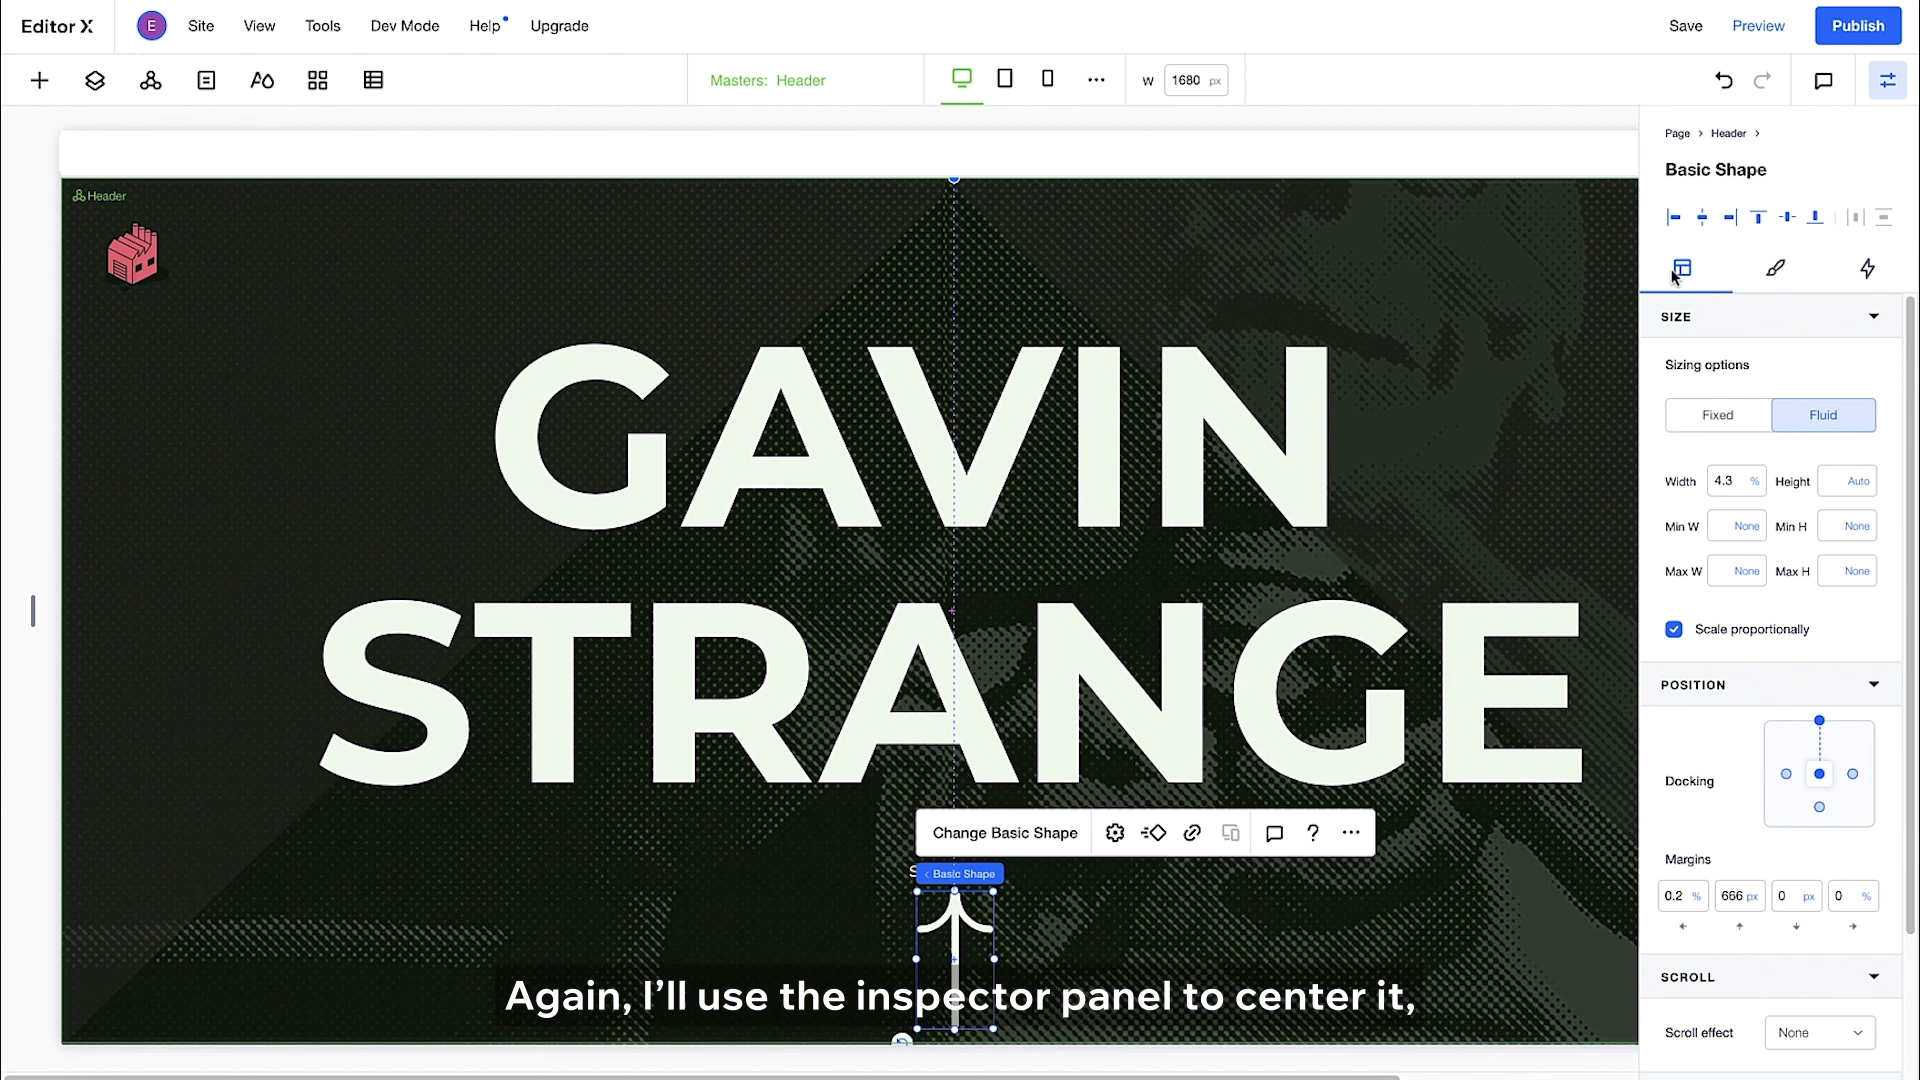 Editor X
E
Site
View
Tools
Dev Mode
Help
Upgrade
Save
Preview
Publish
Masters: Header
W
1680 px
Page > Header >
Basic Shape
Header
SIZE
Sizing options
Fixed
Fluid
Width 4.3 % Height Auto
Min W None Min H None
Max W None Max H None
Scale proportionally
POSITION
Docking
Margins
0.2 % 666 px 0 px 0 %
SCROLL
Scroll effect None
GAVIN
STRANGE
Change Basic Shape
?
S
< Basic Shape
Again, I'll use the inspector panel to center it,